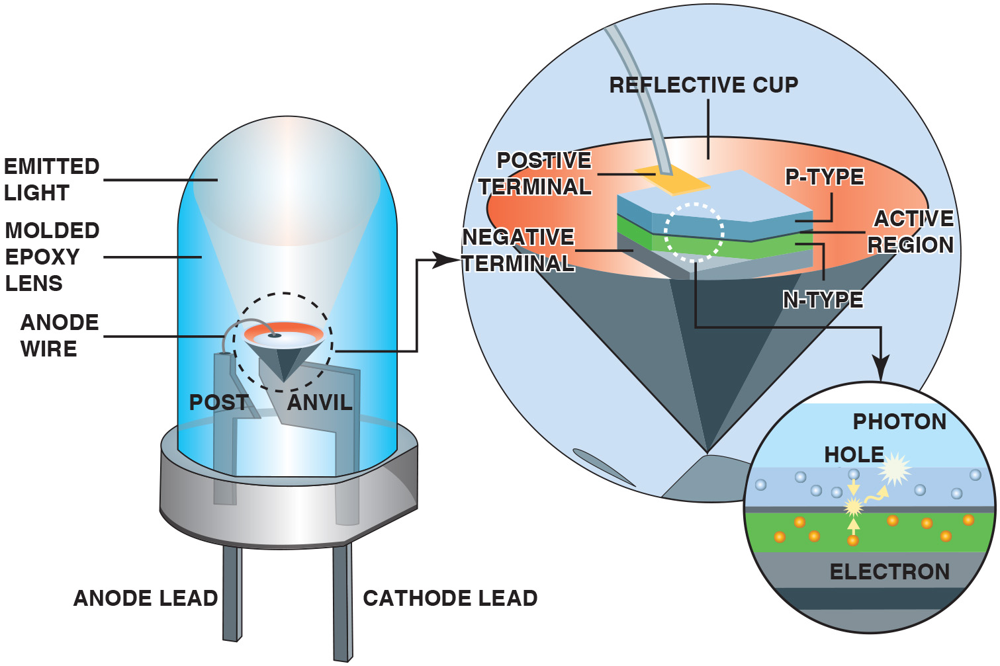 EMITTED
LIGHT
MOLDED
EPOXY
LENS
ANODE
WIRE
POST
ANVIL
ANODE LEAD
CATHODE LEAD
REFLECTIVE CUP
POSTIVE
TERMINAL
NEGATIVE
TERMINAL
P-TYPE
ACTIVE
REGION
N-TYPE
PHOTON
HOLE
ELECTRON